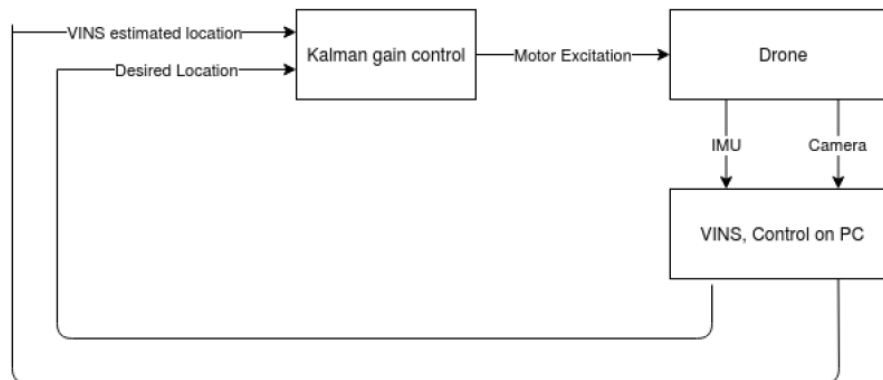 VINS estimated location
Desired Location
Kalman gain control
Motor Excitation
Drone
IMU
Camera
VINS, Control on PC